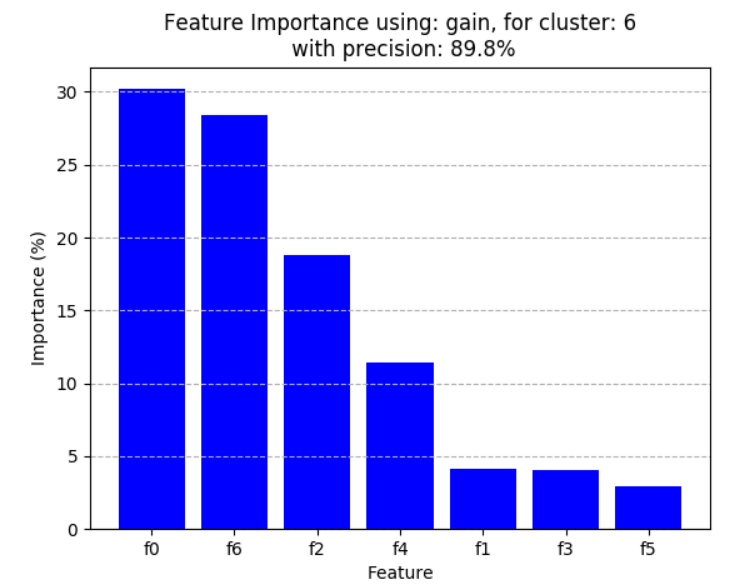 Feature Importance using: gain, for cluster: 6
with precision: 89.8%
Importance (%)
30
25
20
15
10
5
0
f0 f6 f2 f4 f1 f3 f5
Feature